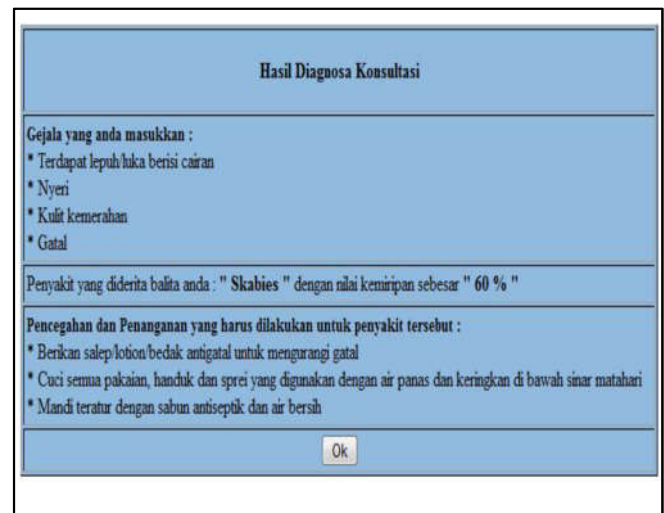 Hasil Diagnosa Konsultasi
Gejala yang anda masukkan :
* Terdapat lepuh/luka berisi cairan
* Nyeri
* Kulit kemerahan
* Gatal
Penyakit yang diderita balita anda : " Skabies " dengan nilai kemiripan sebesar " 60 % "
Pencegahan dan Penanganan yang harus dilakukan untuk penyakit tersebut :
* Berikan salep/lotion/bedak antigatal untuk mengurangi gatal
* Cuci semua pakaian, handuk dan sprei yang digunakan dengan air panas dan keringkan di bawah sinar matahari
* Mandi teratur dengan sabun antiseptik dan air bersih
Ok